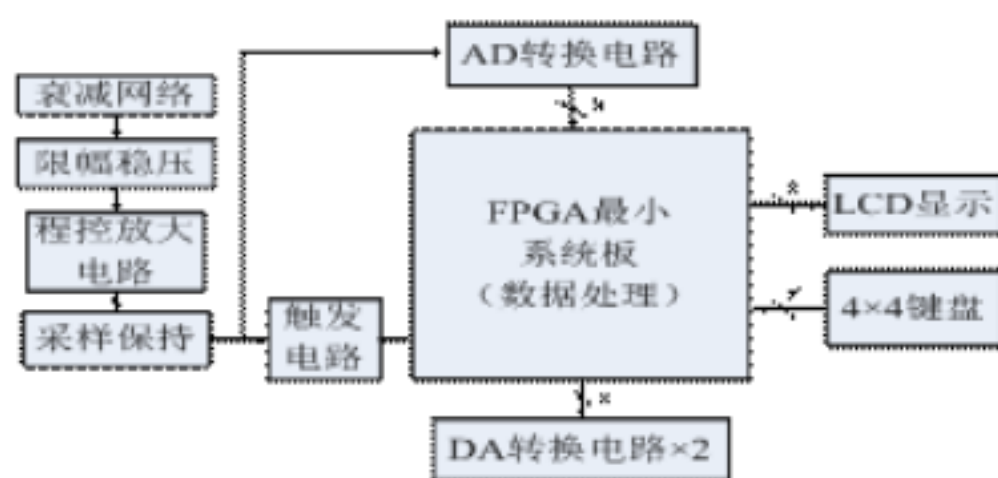 AD转换电路
衰减网络
限幅稳压
程控放大
电路
采样保持
触发
电路
FPGA最小
系统板
（数据处理）
LCD显示
4×4键盘
DA转换电路×2